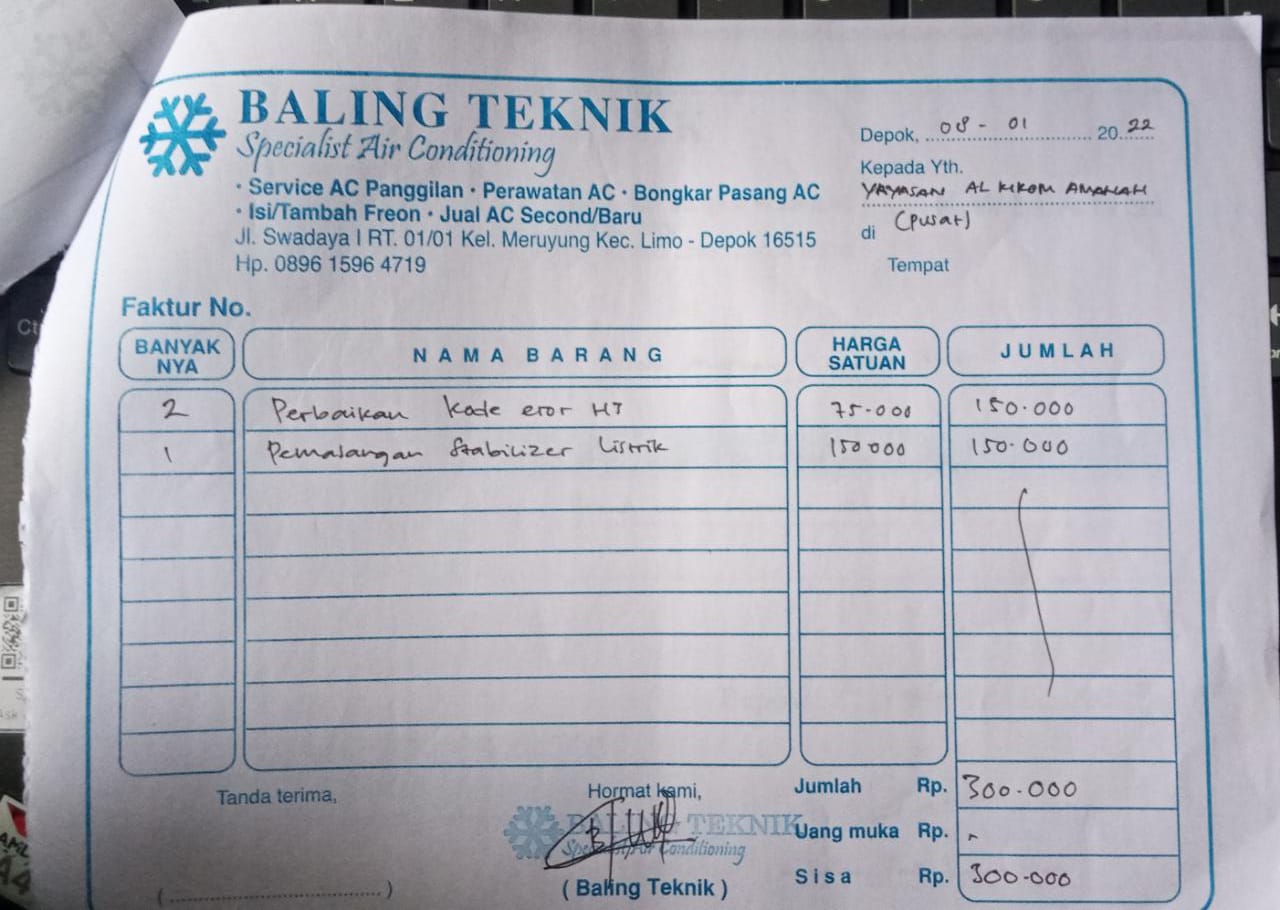 BALING TEKNIK
Specialist Air Conditioning
• Service AC Panggilan • Perawatan AC • Bongkar Pasang AC
• Isi/Tambah Freon • Jual AC Second/Baru
Jl. Swadaya I RT. 01/01 Kel. Meruyung Kec. Limo - Depok 16515
Hp. 0896 1596 4719
Depok, 08 - 01 20 22
Kepada Yth.
YAYASAN AL KIKOM AMANAH
di (Pusat)
Tempat
Faktur No.
BANYAK NYA NAMA BARANG HARGA SATUAN JUMLAH
2 Perbaikan kode eror H7 75.000 150.000
1 Pemasangan Stabilizer Listrik 150.000 150.000
Tanda terima,
Hormat kami,
BALING TEKNIK
Specialist Air Conditioning
( Baling Teknik )
Jumlah Rp. 300.000
Uang muka Rp. -
Sisa Rp. 300.000